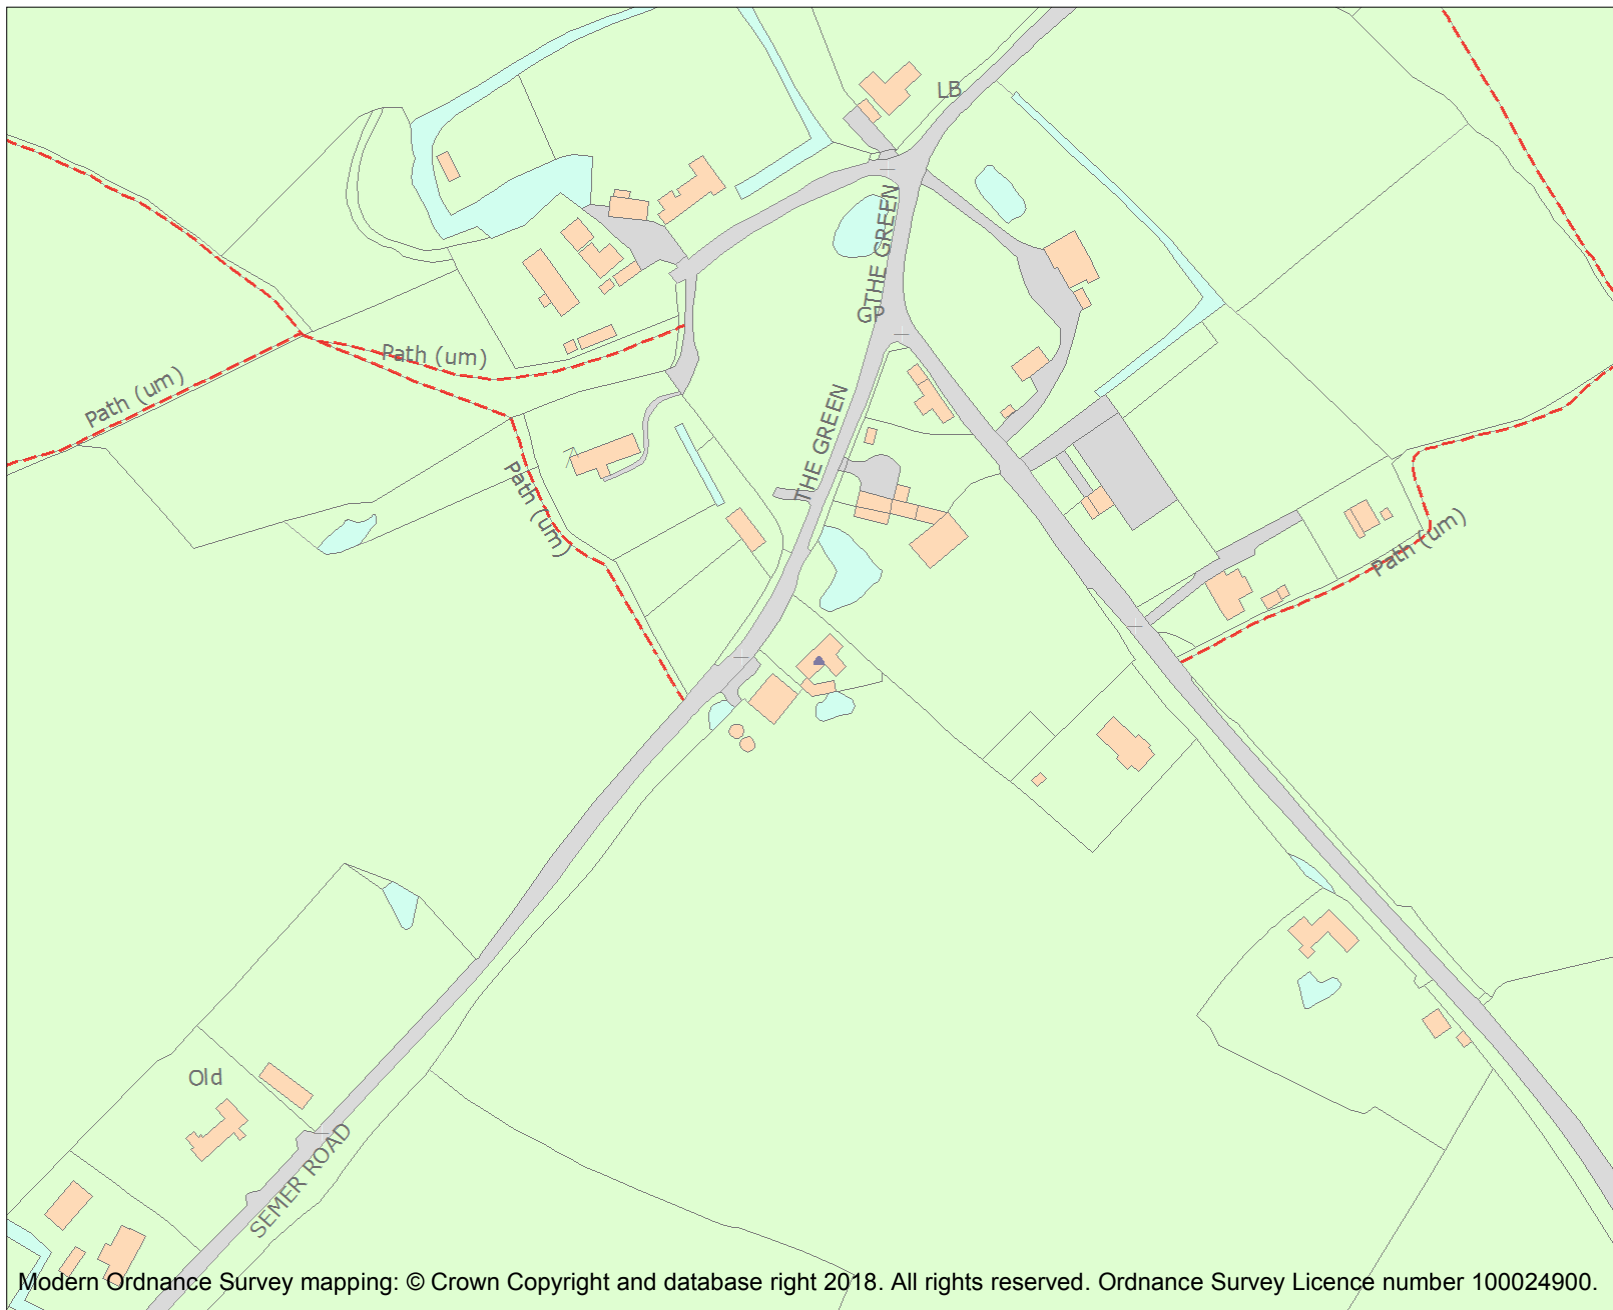 LB
THE GREEN
G
GP
Path (um)
Path (um)
THE GREEN
Path (um)
Path (um)
Old
SEMER ROAD
Modern Ordnance Survey mapping: © Crown Copyright and database right 2018. All rights reserved. Ordnance Survey Licence number 100024900.